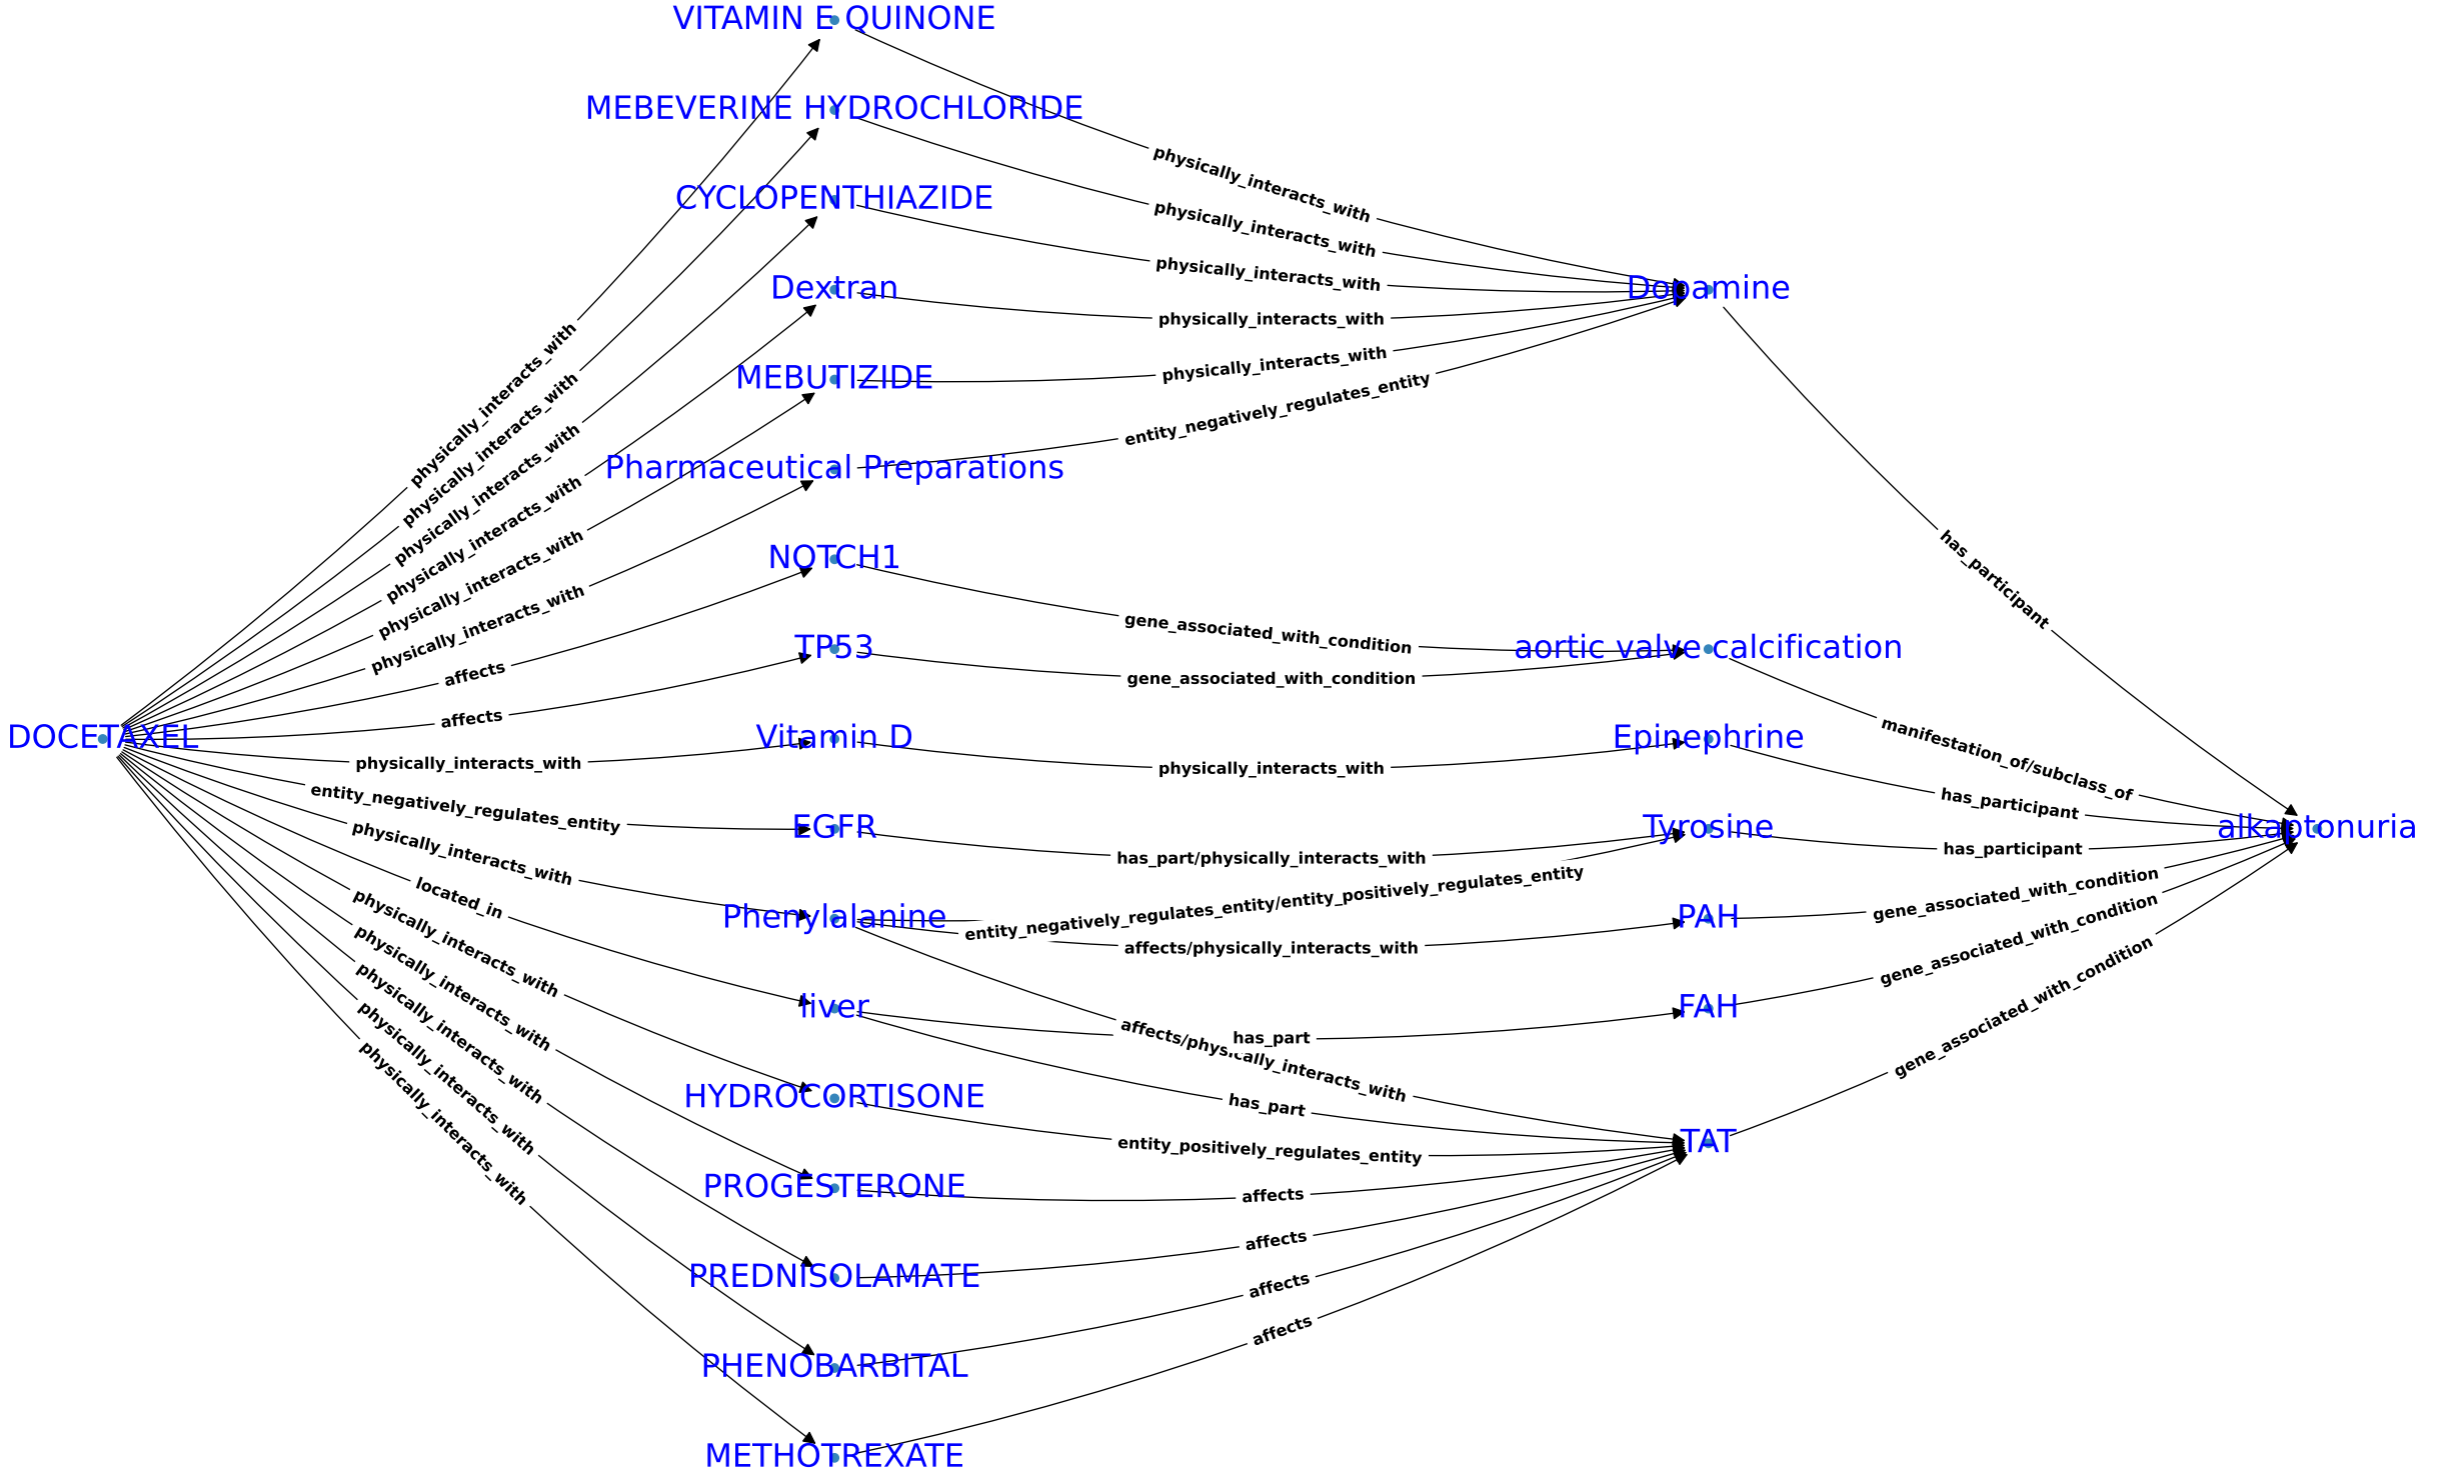 VITAMIN E QUINONE
MEBEVERINE HYDROCHLORIDE
CYCLOPENTHIAZIDE
Dextran
MEBUTIZIDE
Pharmaceutical Preparations
NOTCH1
TP53
DOCETAXEL
Vitamin D
EGFR
Phenylalanine
liver
HYDROCORTISONE
PROGESTERONE
PREDNISOLAMATE
PHENOBARBITAL
METHOTREXATE
Dopamine
aortic valve calcification
Epinephrine
Tyrosine
PAH
FAH
TAT
alkaptonuria
physically_interacts_with
physically_interacts_with
physically_interacts_with
physically_interacts_with
physically_interacts_with
physically_interacts_with
affects
affects
physically_interacts_with
entity_negatively_regulates_entity
physically_interacts_with
located_in
physically_interacts_with
physically_interacts_with
physically_interacts_with
physically_interacts_with
physically_interacts_with
physically_interacts_with
physically_interacts_with
physically_interacts_with
physically_interacts_with
physically_interacts_with
entity_negatively_regulates_entity
gene_associated_with_condition
gene_associated_with_condition
physically_interacts_with
has_part/physically_interacts_with
entity_negatively_regulates_entity/entity_positively_regulates_entity
affects/physically_interacts_with
has_part
affects/physically_interacts_with
has_part
entity_positively_regulates_entity
affects
affects
affects
affects
has_participant
manifestation_of/subclass_of
has_participant
has_participant
gene_associated_with_condition
gene_associated_with_condition
gene_associated_with_condition